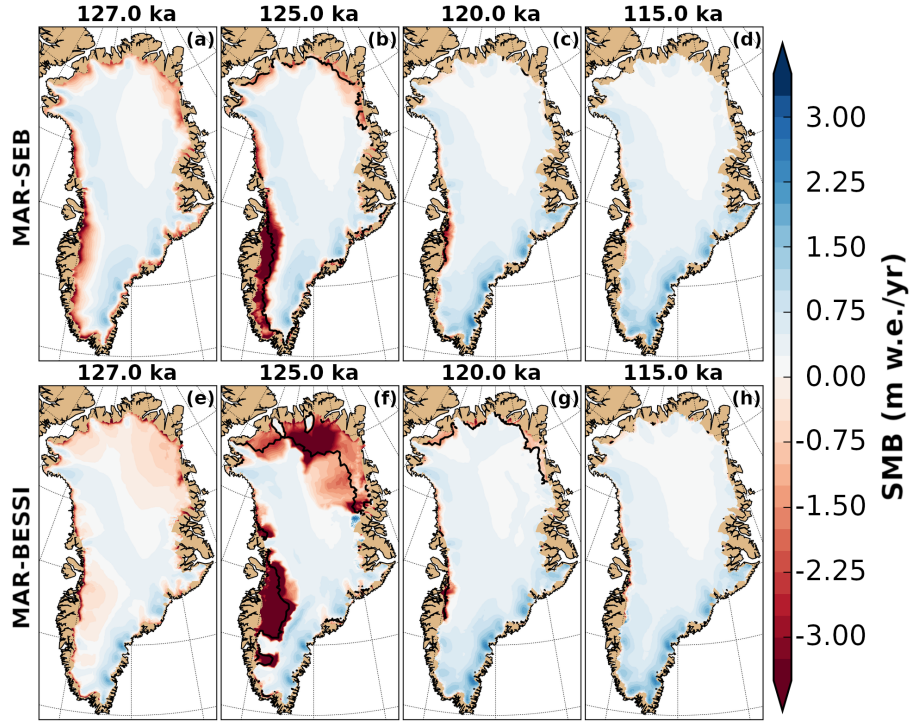 127.0 ka 125.0 ka 120.0 ka 115.0 ka
(a) (b) (c) (d)
MAR-SEB
127.0 ka 125.0 ka 120.0 ka 115.0 ka
(e) (f) (g) (h)
MAR-BESSI
3.00
2.25
1.50
0.75
0.00
-0.75
-1.50
-2.25
-3.00
SMB (m w.e./yr)